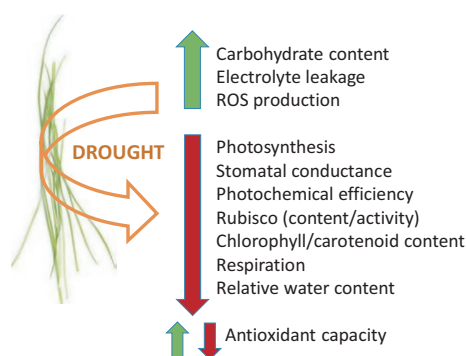 Carbohydrate content
Electrolyte leakage
ROS production
DROUGHT
Photosynthesis
Stomatal conductance
Photochemical efficiency
Rubisco (content/activity)
Chlorophyll/carotenoid content
Respiration
Relative water content
Antioxidant capacity